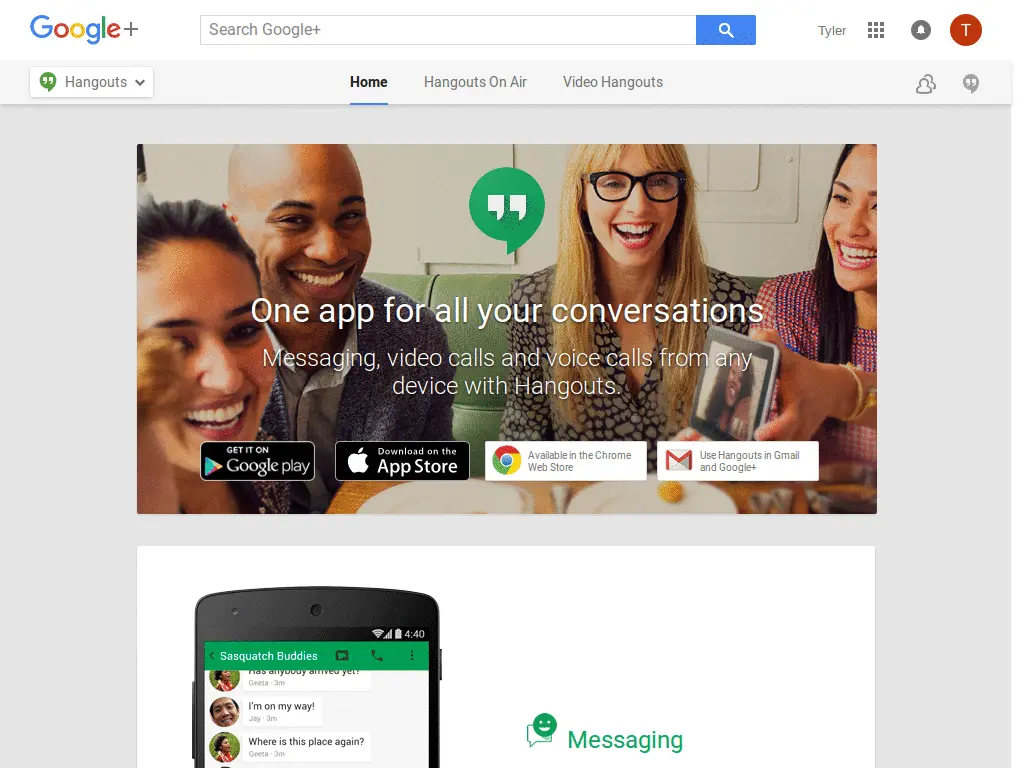 Google+
Search Google+
Tyler
T
Hangouts
Home
Hangouts On Air
Video Hangouts
One app for all your conversations
Messaging, video calls and voice calls from any
device with Hangouts.
GET IT ON
Google play
Download on the
App Store
Available in the Chrome
Web Store
Use Hangouts in Gmail
and Google+
4:40
Sasquatch Buddies
Has anybody arrived yet?
Geeta · 3m
I'm on my way!
Jay · 3m
Where is this place again?
Geeta · 3m
Messaging